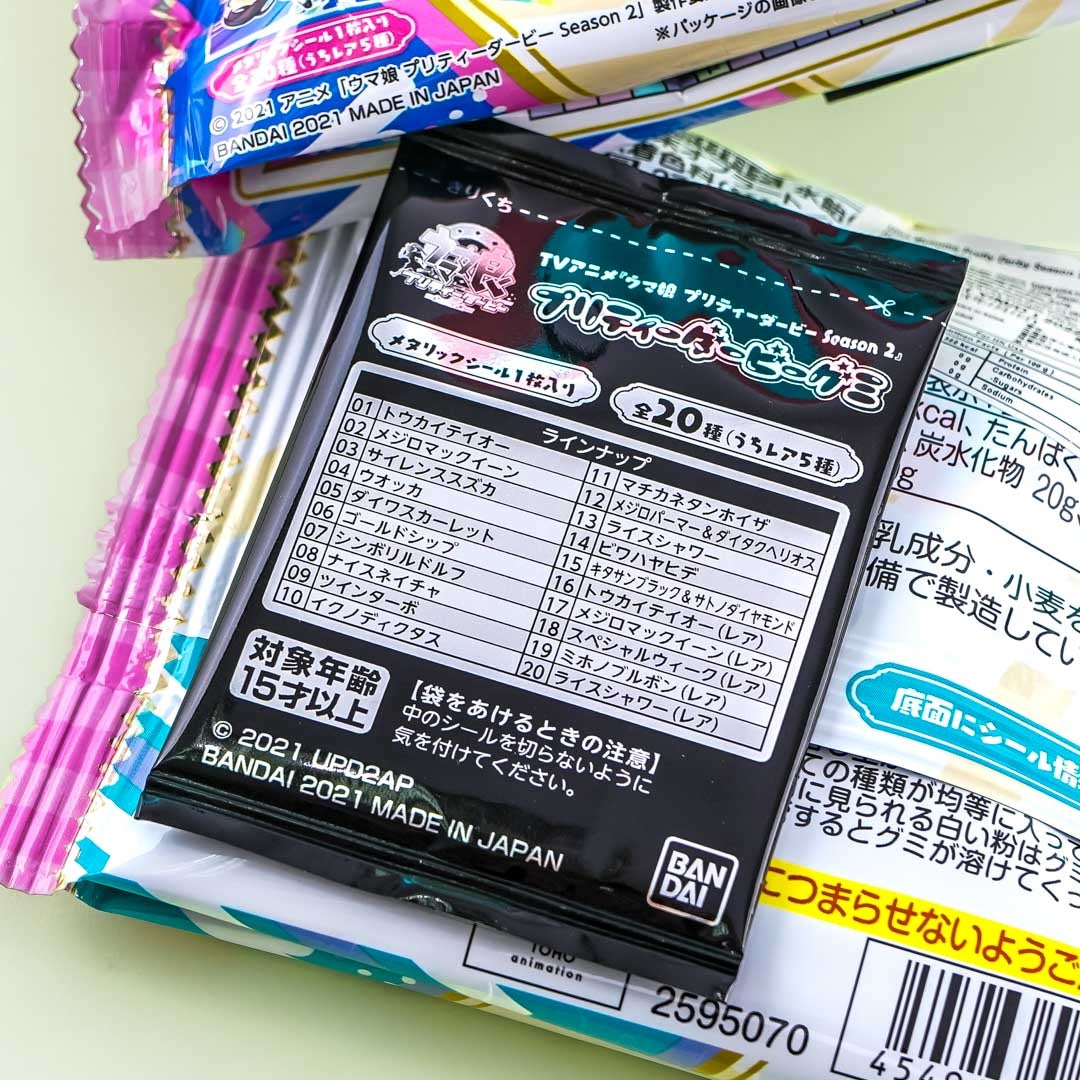 Season 2」製作委
※パッケージの画像
メタリックシール1枚入り
全20種(うちレア5種)
© 2021 アニメ「ウマ娘 プリティーダービー
BANDAI 2021 MADE IN JAPAN
きりくち
ウマ娘
プリティーダービー
TVアニメ『ウマ娘 プリティーダービー Season 2』
プリティーダービーグミ
メタリックシール1枚入り
全20種(うちレア5種)
ラインナップ
01 トウカイテイオー
02 メジロマックイーン
03 サイレンススズカ
04 ウオッカ
05 ダイワスカーレット
06 ゴールドシップ
07 シンボリルドルフ
08 ナイスネイチャ
09 ツインターボ
10 イクノディクタス
11 マチカネタンホイザ
12 メジロパーマー&ダイタクヘリオス
13 ライスシャワー
14 ビワハヤヒデ
15 キタサンブラック&サトノダイヤモンド
16 トウカイテイオー(レア)
17 メジロマックイーン(レア)
18 スペシャルウィーク(レア)
19 ミホノブルボン(レア)
20 ライスシャワー(レア)
対象年齢
15才以上
【袋をあけるときの注意】
中のシールを切らないように
気を付けてください。
© 2021 UPD2AP
BANDAI 2021 MADE IN JAPAN
BAN
DAI
Protein
Carbohydrates
Sugars
Sodium
kcal、たんぱく
炭水化物 20g、
g
乳成分・小麦を
備で製造してい
底面にシール情
の種類が均等に入って
に見られる白い粉はグミ
するとグミが溶けてくっ
につまらせないようご
TOHO
animation
2595070